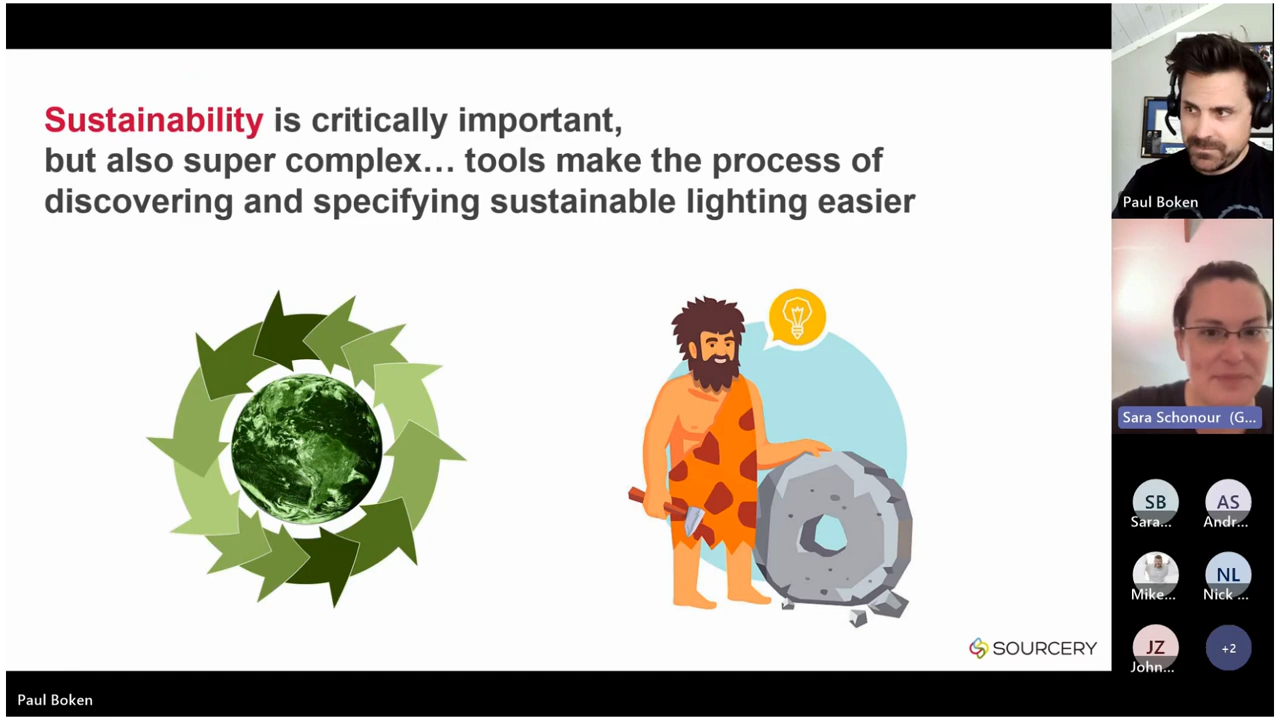 Sustainability is critically important,
but also super complex... tools make the process of
discovering and specifying sustainable lighting easier
SOURCERY
Paul Boken
Paul Boken
Sara Schonour (G...
SB
Sara...
AS
Andr...
Mike...
NL
Nick ...
JZ
John...
+2